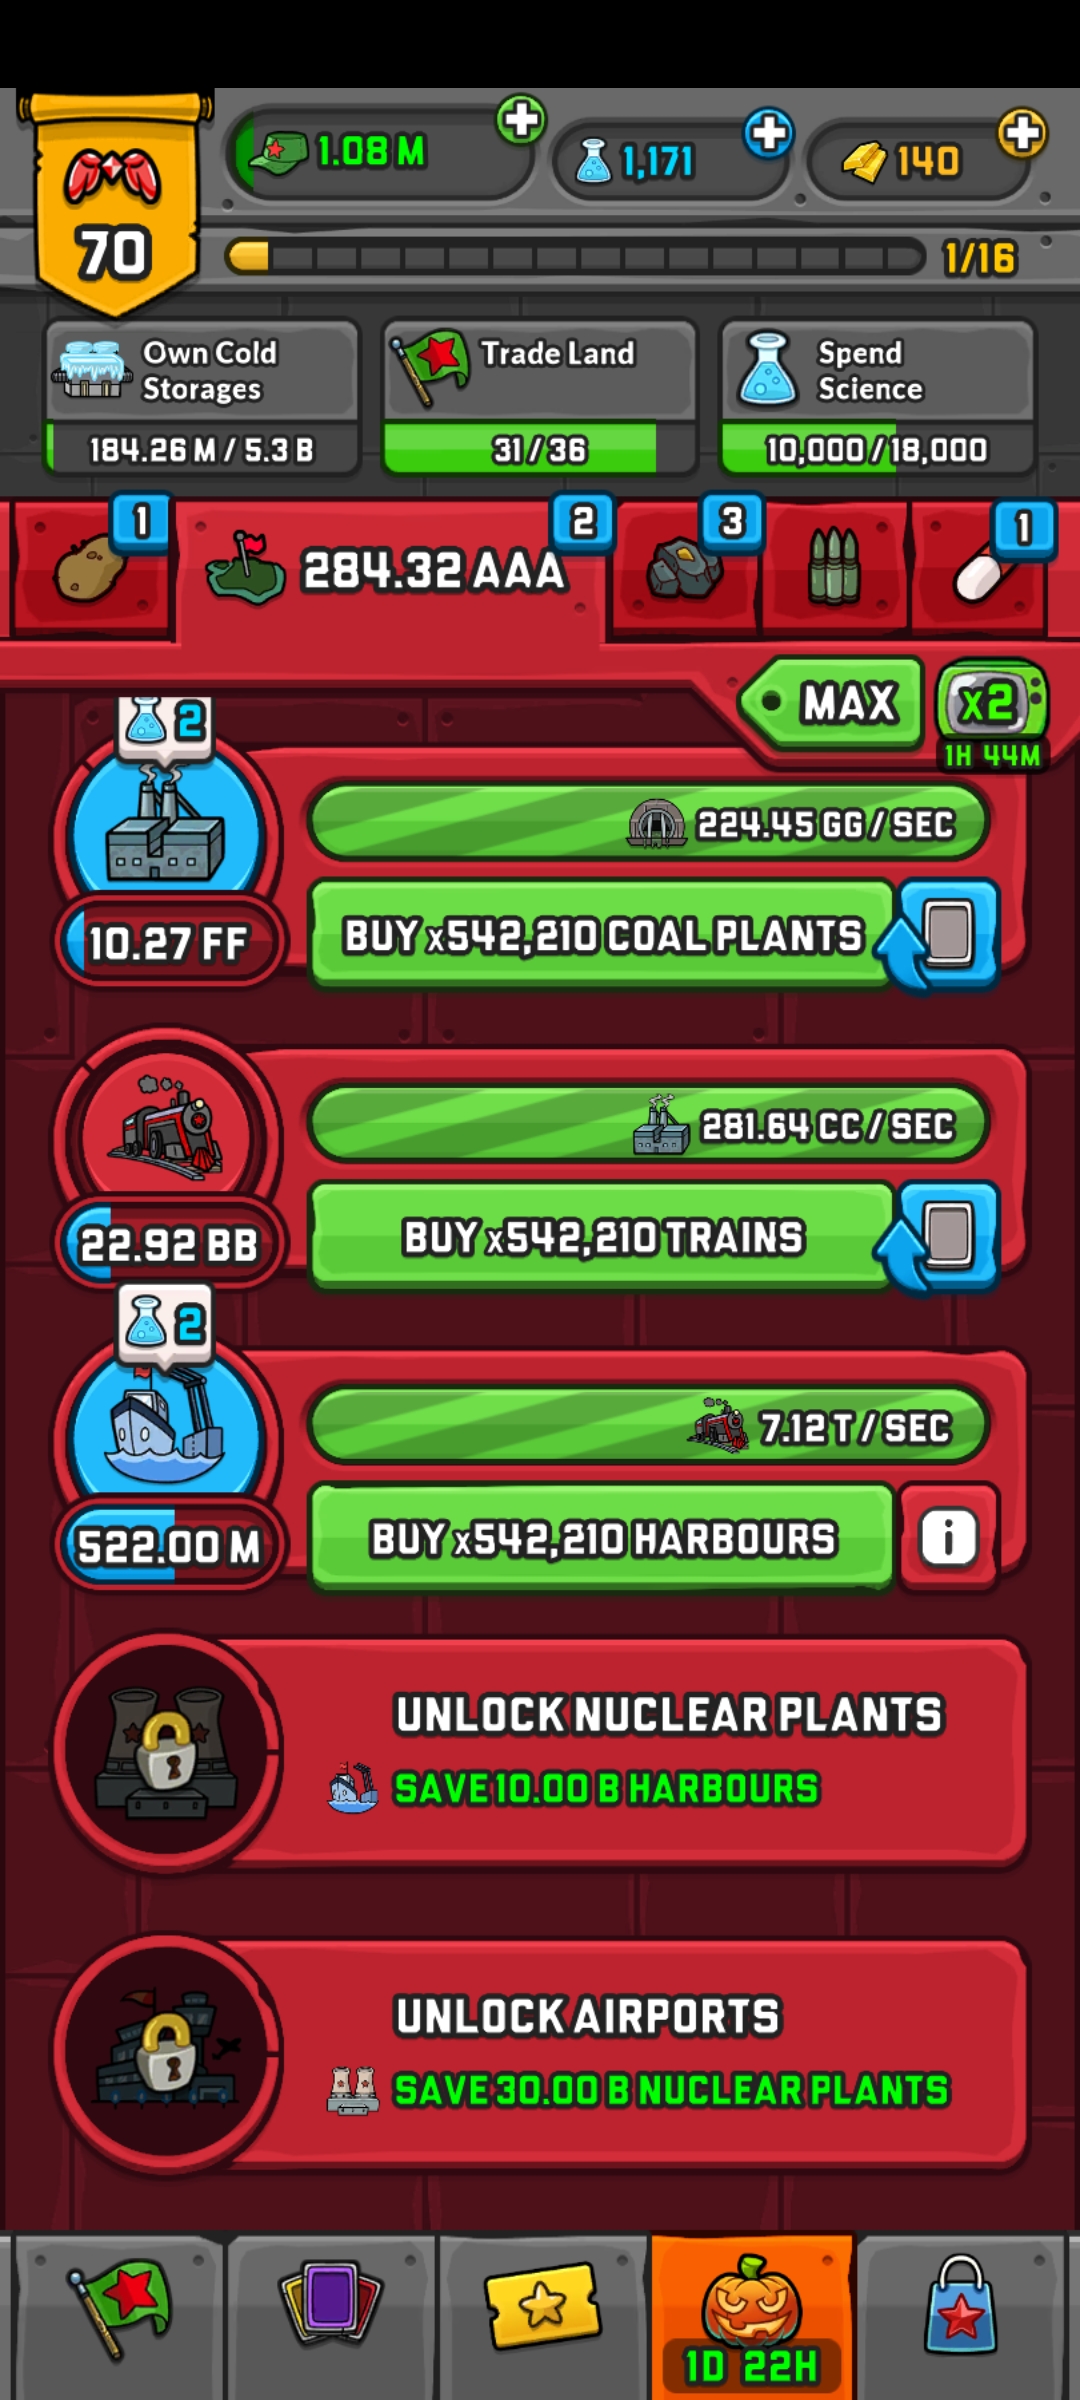 1.08 M
1,171
140
70
1/16
Own Cold
Storages
184.26 M / 5.3 B
Trade Land
31 / 36
Spend
Science
10,000 / 18,000
1
284.32 AAA
2
3
1
MAX
x2
1H 44M
2
224.45 GG / SEC
10.27 FF
BUY x542,210 COAL PLANTS
281.64 CC / SEC
22.92 BB
BUY x542,210 TRAINS
2
7.12 T / SEC
522.00 M
BUY x542,210 HARBOURS
i
UNLOCK NUCLEAR PLANTS
SAVE 10.00 B HARBOURS
UNLOCK AIRPORTS
SAVE 30.00 B NUCLEAR PLANTS
1D 22H